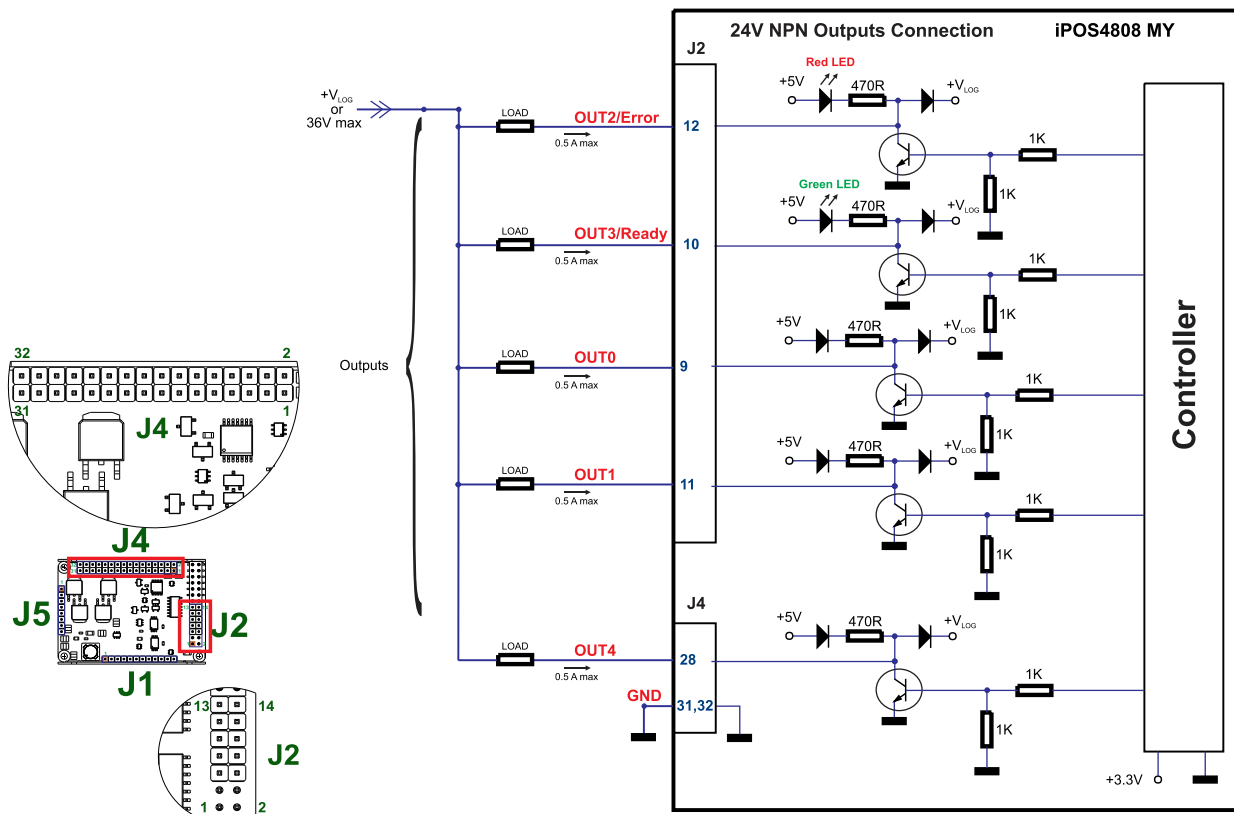 24V NPN Outputs Connection
iPOS4808 MY
J2
Red LED
+5V
470R
+VLOG
+VLOG
or
36V max
LOAD
OUT2/Error
0.5 A max
12
1K
1K
Green LED
+5V
470R
+VLOG
LOAD
OUT3/Ready
0.5 A max
10
1K
1K
+5V
470R
+VLOG
Outputs
LOAD
OUT0
0.5 A max
9
1K
1K
Controller
+5V
470R
+VLOG
LOAD
OUT1
0.5 A max
11
1K
1K
J4
+5V
470R
+VLOG
LOAD
OUT4
0.5 A max
28
1K
1K
GND
31,32
+3.3V
32
2
31
1
J4
J4
J5
J2
J1
13
14
J2
1
2